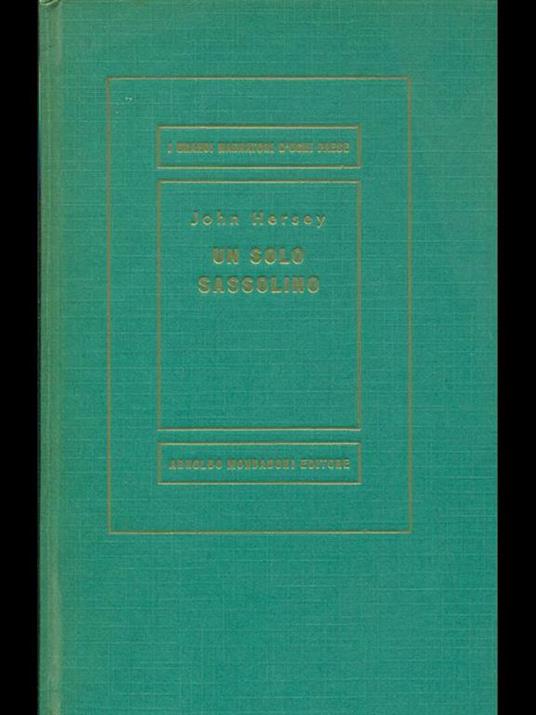 I GRANDI NARRATORI D'OGNI PAESE
John Hersey
UN SOLO
SASSOLINO
ARNOLDO MONDADORI EDITORE